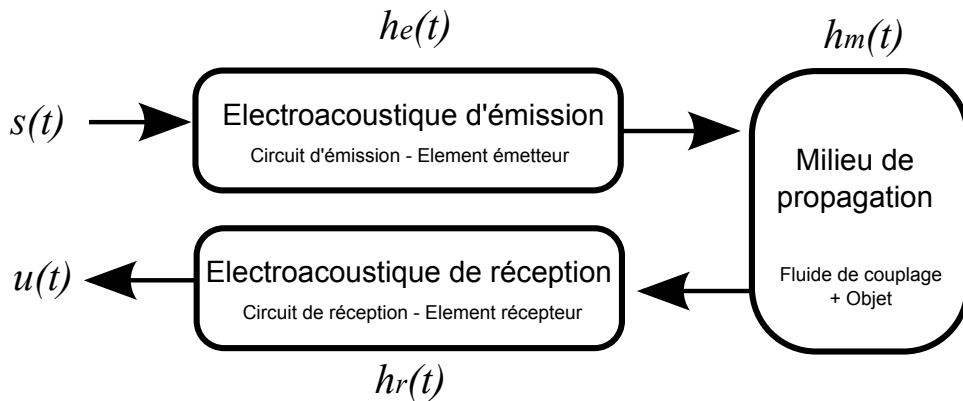 he(t)
hm(t)
s(t)
Electroacoustique d'émission
Circuit d'émission - Element émetteur
Milieu de
propagation
Fluide de couplage
+ Objet
u(t)
Electroacoustique de réception
Circuit de réception - Element récepteur
hr(t)